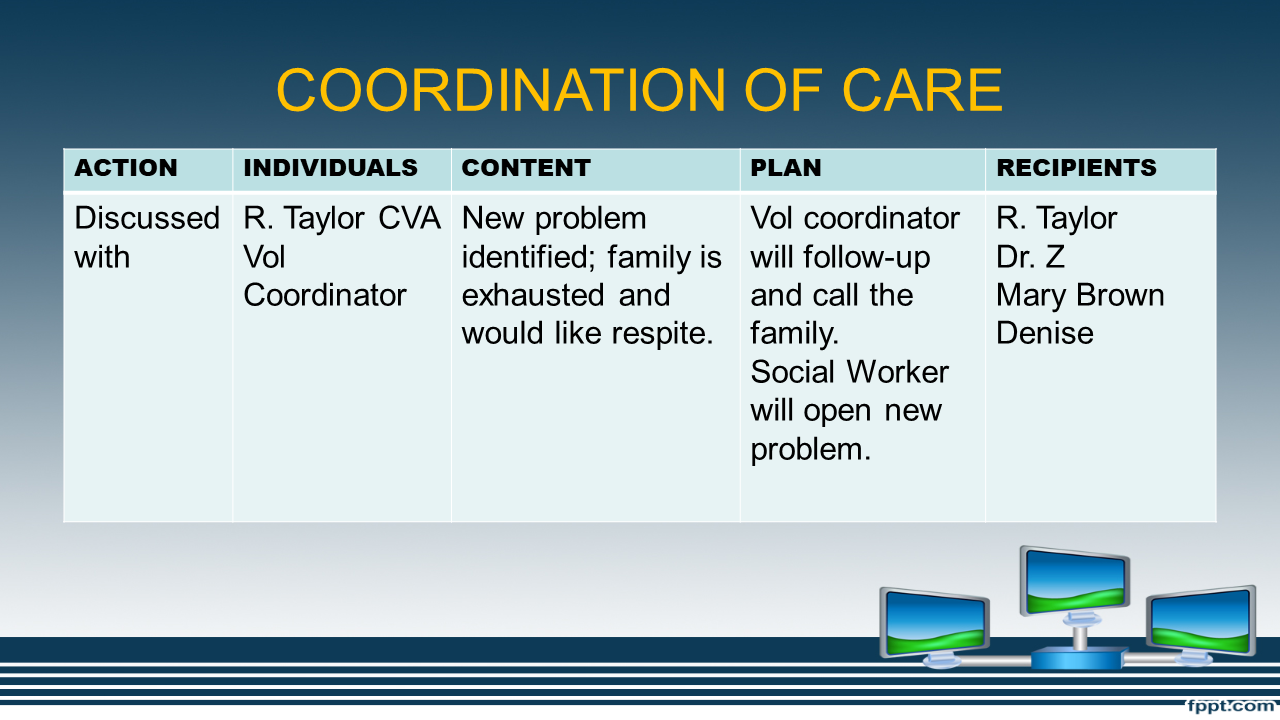 COORDINATION OF CARE
ACTION INDIVIDUALS CONTENT PLAN RECIPIENTS
Discussed
with
R. Taylor CVA
Vol
Coordinator
New problem
identified; family is
exhausted and
would like respite.
Vol coordinator
will follow-up
and call the
family.
Social Worker
will open new
problem.
R. Taylor
Dr. Z
Mary Brown
Denise
fppt.com